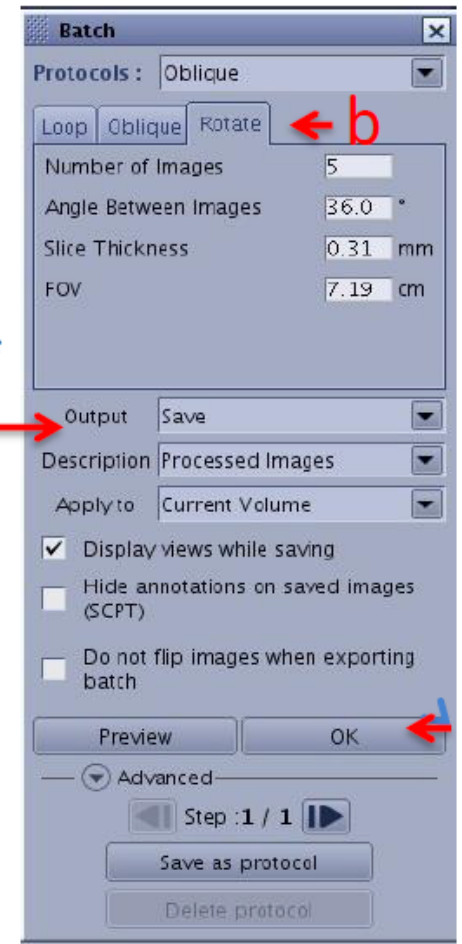 Batch
Protocols : Oblique
Loop Oblique Rotate b
Number of Images 5
Angle Between Images 36.0 °
Slice Thickness 0.31 mm
FOV 7.19 cm
Output Save
Description Processed Images
Apply to Current Volume
Display views while saving
Hide annotations on saved images
(SCPT)
Do not flip images when exporting
batch
Preview OK
Advanced
Step :1 / 1
Save as protocol
Delete protocol